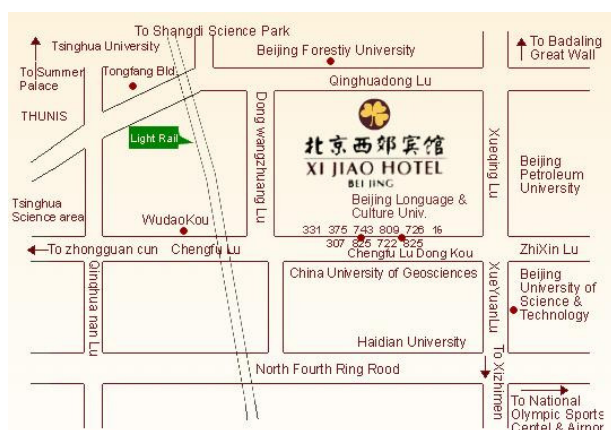 To Shangdi Science Park
Tsinghua University
Beijing Forestiy University
To Badaling
Great Wall
To Summer
Palace
Tongfang Bld.
Qinghuadong Lu
THUNIS
Dong wangzhuang Lu
Light Rail
北京西郊宾馆
XI JIAO HOTEL
BEI JING
Xueqing Lu
Beijing
Petroleum
University
Tsinghua
Science area
WudaoKou
Beijing Longuage &
Culture Univ.
331 375 743 809 726 16
307 825 722 825
To zhongguan cun
Chengfu Lu
Chengfu Lu Dong Kou
ZhiXin Lu
Qinghua nan Lu
China University of Geosciences
XueYuanLu
Beijing
University of
Science &
Technology
Haidian University
North Fourth Ring Rood
To Xizhimen
To National
Olympic Sports
Centel & Airpor